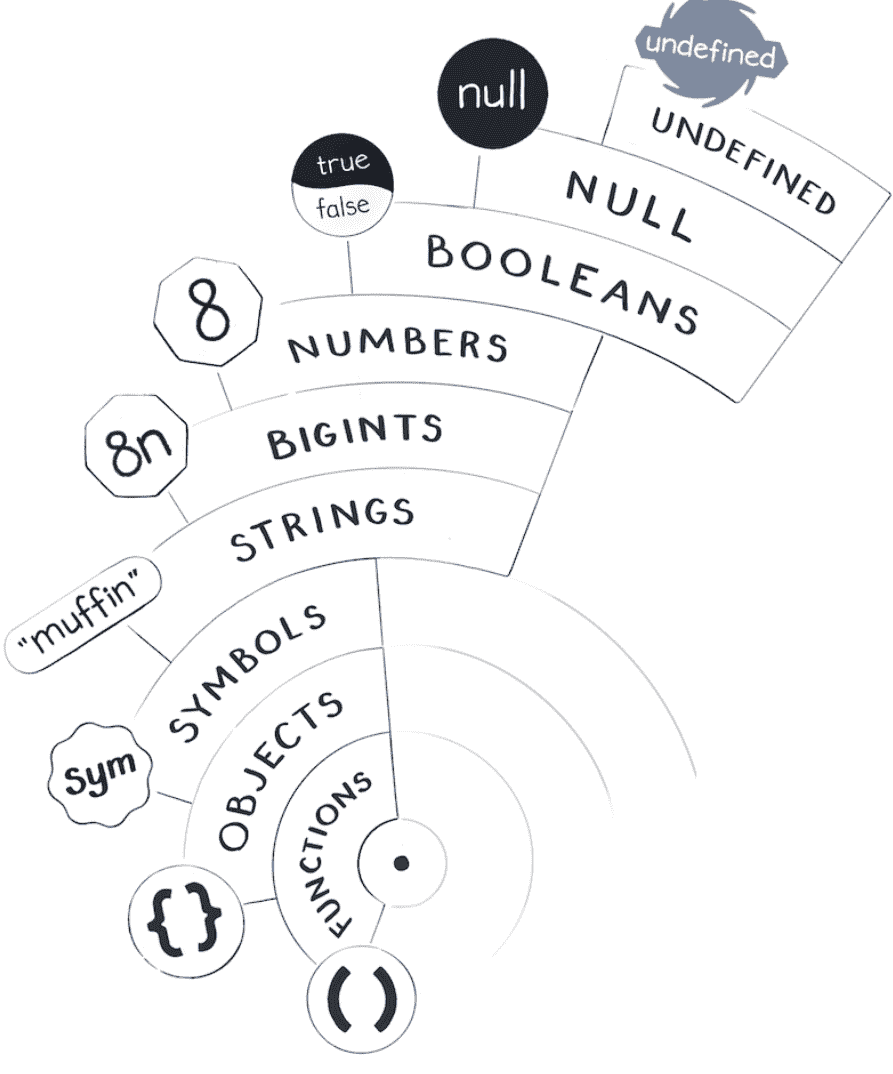 undefined
UNDEFINED
null
NULL
true
false
BOOLEANS
8
NUMBERS
8n
BIGINTS
"muffin"
STRINGS
sym
SYMBOLS
{}
OBJECTS
()
FUNCTIONS